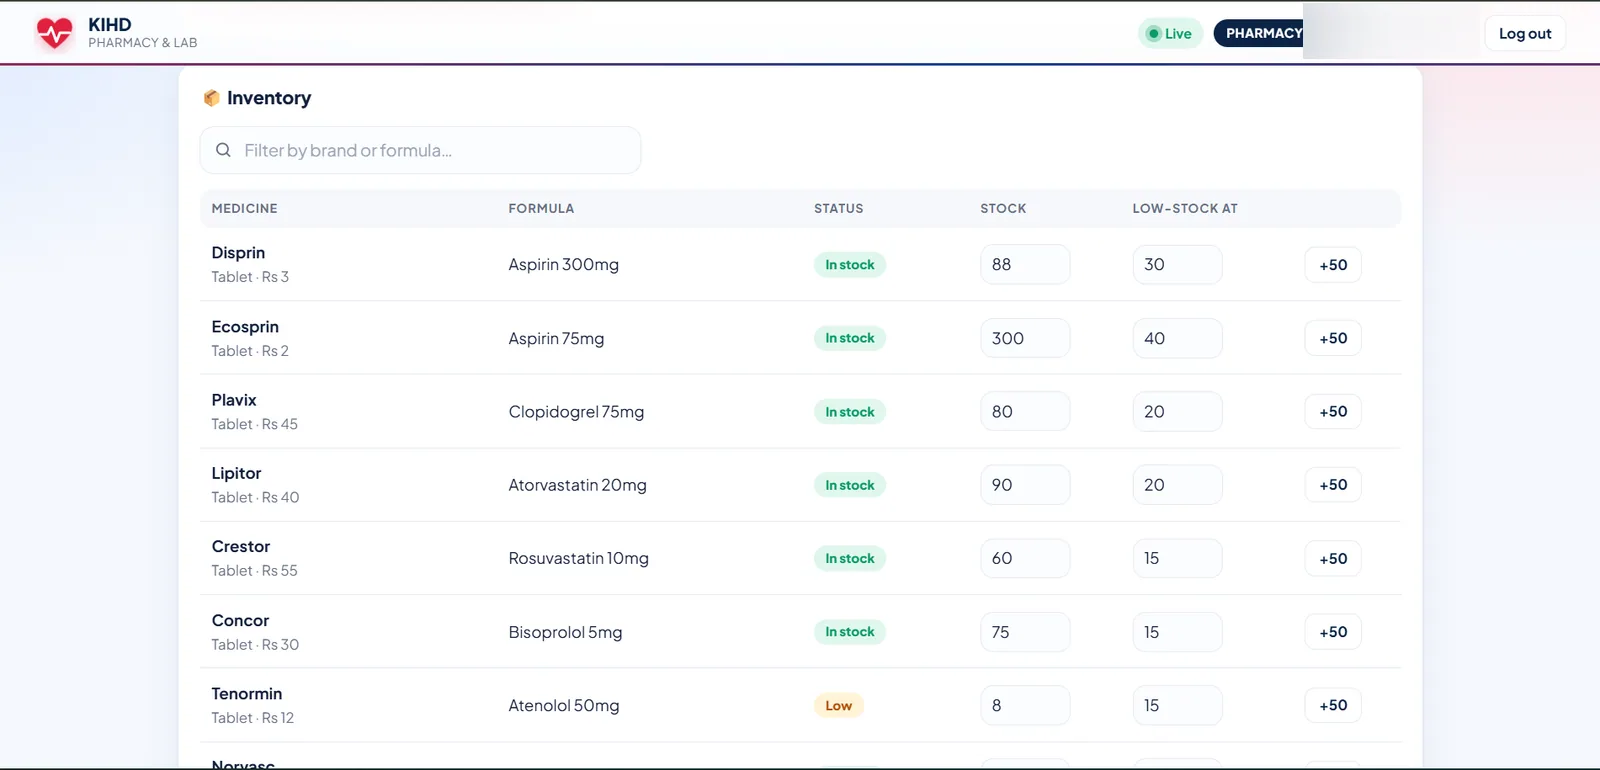 KIHD
PHARMACY & LAB
Live
PHARMACY
Log out
Inventory
Filter by brand or formula...
MEDICINE FORMULA STATUS STOCK LOW-STOCK AT
Disprin
Tablet · Rs 3
Aspirin 300mg In stock 88 30 +50
Ecosprin
Tablet · Rs 2
Aspirin 75mg In stock 300 40 +50
Plavix
Tablet · Rs 45
Clopidogrel 75mg In stock 80 20 +50
Lipitor
Tablet · Rs 40
Atorvastatin 20mg In stock 90 20 +50
Crestor
Tablet · Rs 55
Rosuvastatin 10mg In stock 60 15 +50
Concor
Tablet · Rs 30
Bisoprolol 5mg In stock 75 15 +50
Tenormin
Tablet · Rs 12
Atenolol 50mg Low 8 15 +50
Norvasc